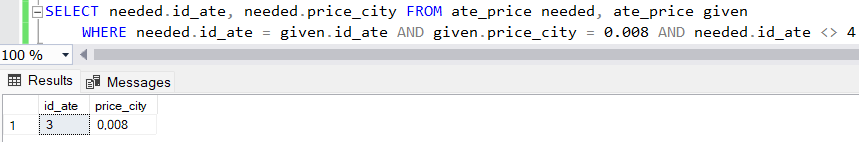 SELECT needed.id_ate, needed.price_city FROM ate_price needed, ate_price given
WHERE needed.id_ate = given.id_ate AND given.price_city = 0.008 AND needed.id_ate <> 4
100 %
Results Messages
id_ate price_city
1 3 0,008